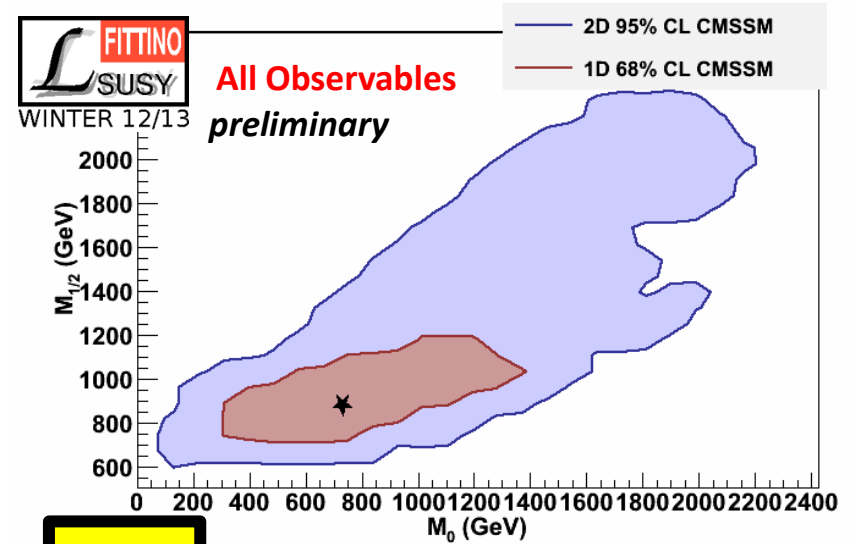 FITTINO
L SUSY
WINTER 12/13
All Observables
preliminary
2D 95% CL CMSSM
1D 68% CL CMSSM
M1/2 (GeV)
2000
1800
1600
1400
1200
1000
800
600
0 200 400 600 800 1000 1200 1400 1600 1800 2000 2200 2400
M0 (GeV)